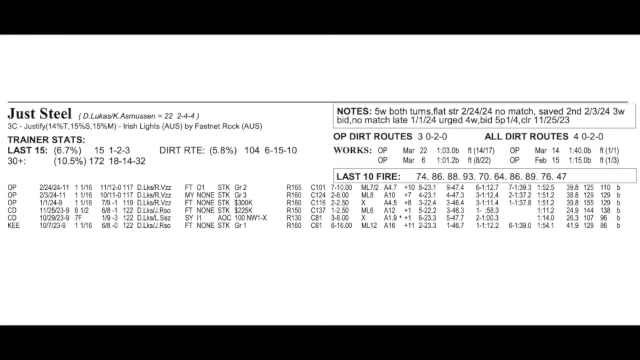 Just Steel ( D.Lukas/K.Asmussen = 22 2-4-4 )
3C - Justify(14%T,15%S,15%M) - Irish Lights (AUS) by Fastnet Rock (AUS)
NOTES: 5w both turns,flat str 2/24/24 no match, saved 2nd 2/3/24 3w
bid,no match late 1/1/24 urged 4w,bid 5p1/4,clr 11/25/23
TRAINER STATS:
LAST 15: (6.7%) 15 1-2-3 DIRT RTE: (5.8%) 104 6-15-10
30+: (10.5%) 172 18-14-32
OP DIRT ROUTES 3 0-2-0 ALL DIRT ROUTES 4 0-2-0
WORKS: OP Mar 22 1:03.0b ft (14/17) OP Mar 14 1:40.0b ft (1/1)
OP Mar 6 1:01.2b ft (8/22) OP Feb 15 1:15.0b ft (1/3)
LAST 10 FIRE: 74. 86. 88. 93. 70. 64. 86. 89. 76. 47
OP 2/24/24-11 1 1/16 11/12-0 117 D.Lks/R.Vzz FT O1 STK Gr 2 R165 C101 7-10.00 ML7/2 A4.7 +10 6-23.1 9-47.4 6-1:12.7 7-1:39.3 1:52.5 39.8 125 110 b
OP 2/3/24-11 1 1/16 10/11-0 117 D.Lks/R.Vzz MY NONE STK Gr 3 R160 C124 2-8.00 ML8 A10 +7 4-23.1 3-47.3 3-1:12.4 2-1:37.2 1:51.2 40.0 155 129 b
OP 1/1/24-9 1 1/16 7/9 -1 119 D.Lks/R.Vzz FT NONE STK $300K R160 C116 2-2.50 X A4.5 +8 3-22.4 3-46.4 3-1:11.4 1-1:37.8 1:51.2 39.8 155 129 b
CD 11/25/23-9 6 1/2 6/8 -1 122 D.Lks/R.Vzz FT NONE STK $225K R150 C137 1-2.50 ML6 A12 +1 5-22.2 3-46.3 1- :58.3 1:11.2 24.9 144 138 b
CD 10/29/23-9 7F 1/9 -3 122 D.Lks/L.Sez SY I1 ADC 100 NW1-X R130 C81 3-6.00 X A1.9 * +1 6-23.3 5-47.7 2-1:00.3 1:14.0 26.3 107 96 b
KEE 10/7/23-9 1 1/16 6/8 -0 121 D.Lks/R.Vzz FT NONE STK Gr 1 R160 C61 6-16.00 ML12 A16 +11 2-23.3 1-46.7 1-1:12.2 6-1:39.0 1:54.1 41.9 129 86 b